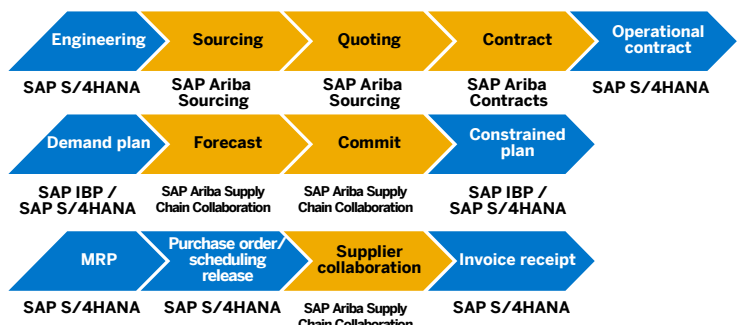 Engineering
Sourcing
Quoting
Contract
Operational
contract
SAP S/4HANA
SAP Ariba
Sourcing
SAP Ariba
Sourcing
SAP Ariba
Contracts
SAP S/4HANA
Demand plan
Forecast
Commit
Constrained
plan
SAP IBP /
SAP S/4HANA
SAP Ariba Supply
Chain Collaboration
SAP Ariba Supply
Chain Collaboration
SAP IBP /
SAP S/4HANA
MRP
Purchase order/
scheduling
release
Supplier
collaboration
Invoice receipt
SAP S/4HANA
SAP S/4HANA
SAP Ariba Supply
Chain Collaboration
SAP S/4HANA